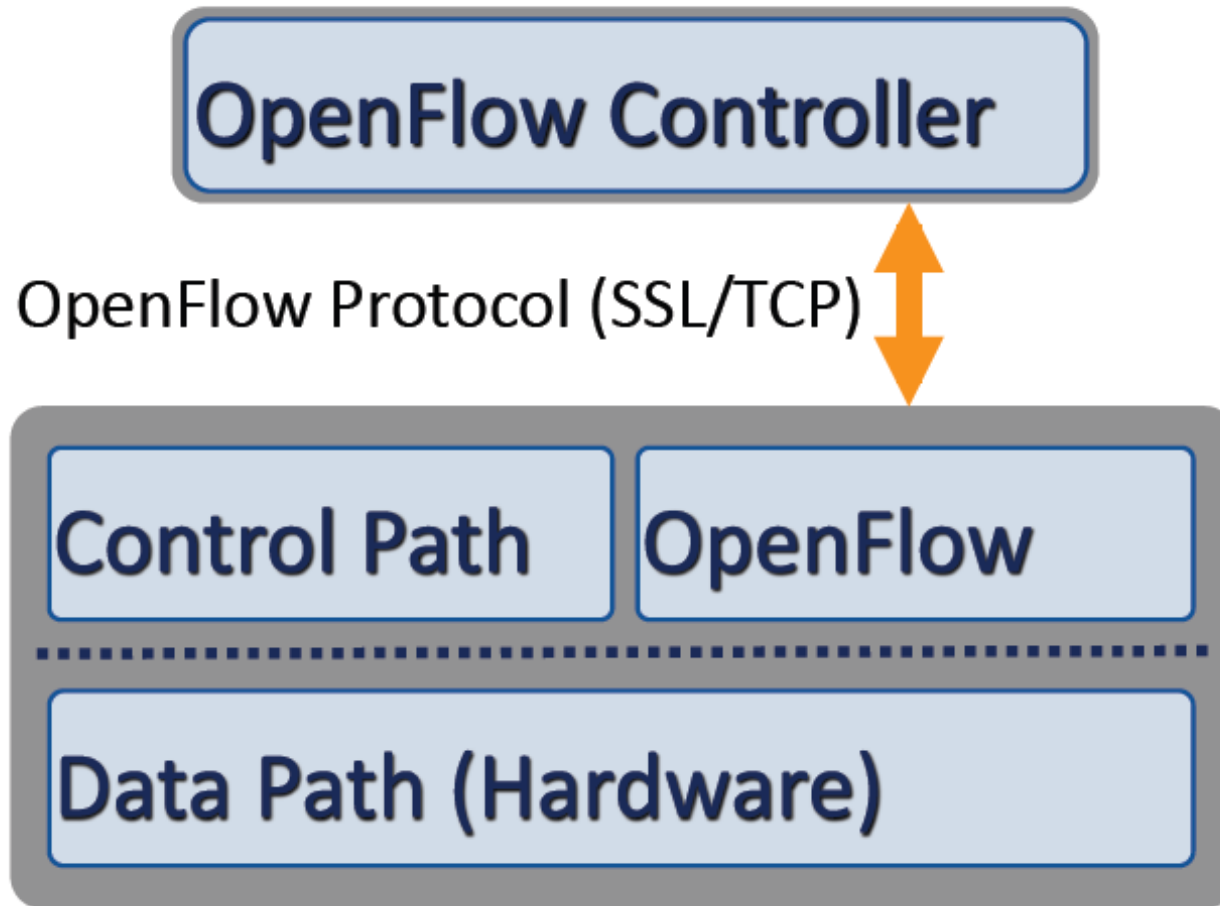 OpenFlow Controller
OpenFlow Protocol (SSL/TCP)
Control Path
OpenFlow
Data Path (Hardware)